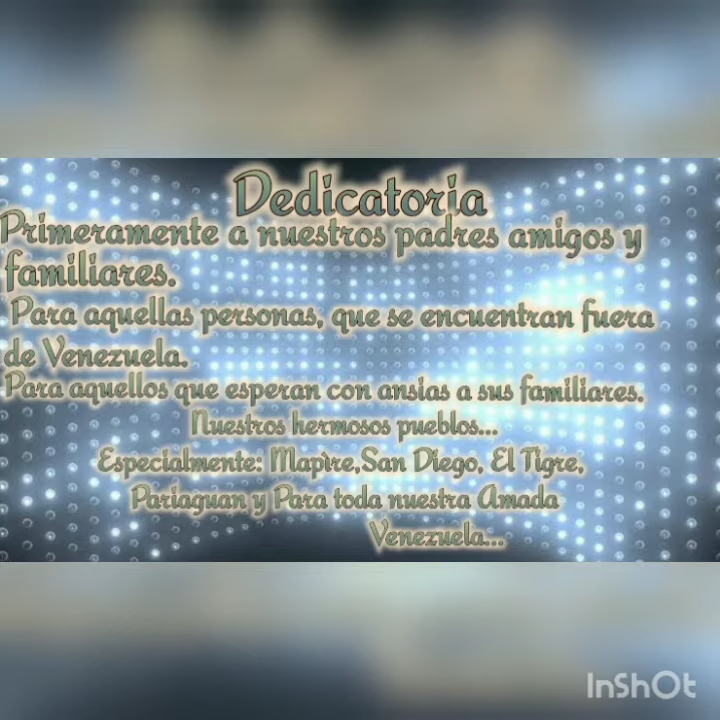 Dedicatoria
Primeramente a nuestros padres amigos y
familiares.
Para aquellas personas, que se encuentran fuera
de Venezuela.
Para aquellos que esperan con ansias a sus familiares.
Nuestros hermosos pueblos...
Especialmente: Mapire,San Diego, El Tigre,
Pariaguan y Para toda nuestra Amada
Venezuela...
InShOt